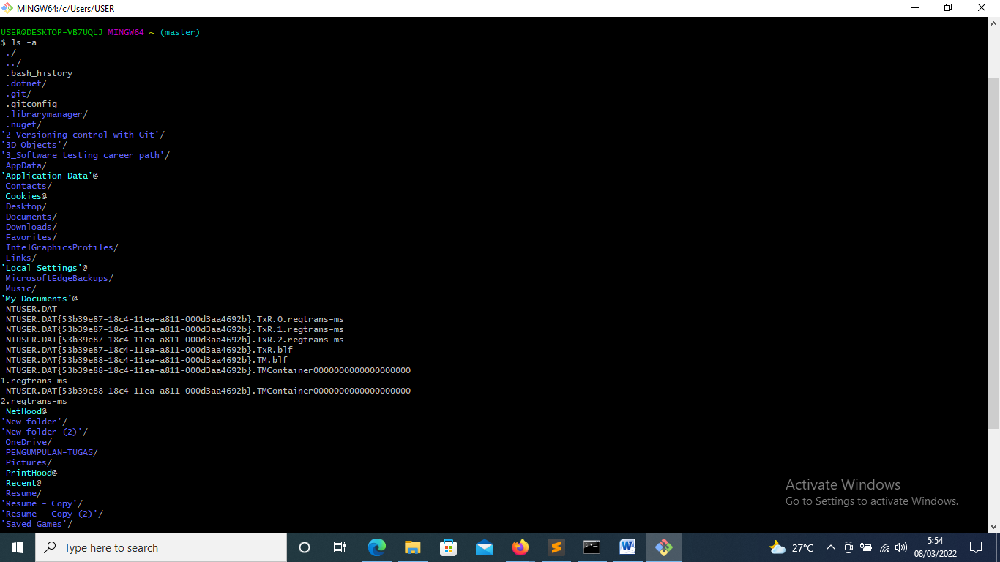 MINGW64:/c/Users/USER
USER@DESKTOP-VB7UQLJ MINGW64 ~ (master)
$ ls -a
./
../
.bash_history
.dotnet/
.git/
.gitconfig
.librarymanager/
.nuget/
'2_Versioning control with Git'/
'3D Objects'/
'3_Software testing career path'/
AppData/
'Application Data'@
Contacts/
Cookies@
Desktop/
Documents/
Downloads/
Favorites/
IntelGraphicsProfiles/
Links/
'Local Settings'@
MicrosoftEdgeBackups/
Music/
'My Documents'@
NTUSER.DAT
NTUSER.DAT{53b39e87-18c4-11ea-a811-000d3aa4692b}.TxR.0.regtrans-ms
NTUSER.DAT{53b39e87-18c4-11ea-a811-000d3aa4692b}.TxR.1.regtrans-ms
NTUSER.DAT{53b39e87-18c4-11ea-a811-000d3aa4692b}.TxR.2.regtrans-ms
NTUSER.DAT{53b39e87-18c4-11ea-a811-000d3aa4692b}.TxR.blf
NTUSER.DAT{53b39e88-18c4-11ea-a811-000d3aa4692b}.TM.blf
NTUSER.DAT{53b39e88-18c4-11ea-a811-000d3aa4692b}.TMContainer0000000000000000000
1.regtrans-ms
NTUSER.DAT{53b39e88-18c4-11ea-a811-000d3aa4692b}.TMContainer0000000000000000000
2.regtrans-ms
NetHood@
'New folder'/
'New folder (2)'/
OneDrive/
PENGUMPULAN-TUGAS/
Pictures/
PrintHood@
Recent@
Resume/
'Resume - Copy'/
'Resume - Copy (2)'/
'Saved Games'/
Activate Windows
Go to Settings to activate Windows.
Type here to search
27°C
5:54
08/03/2022